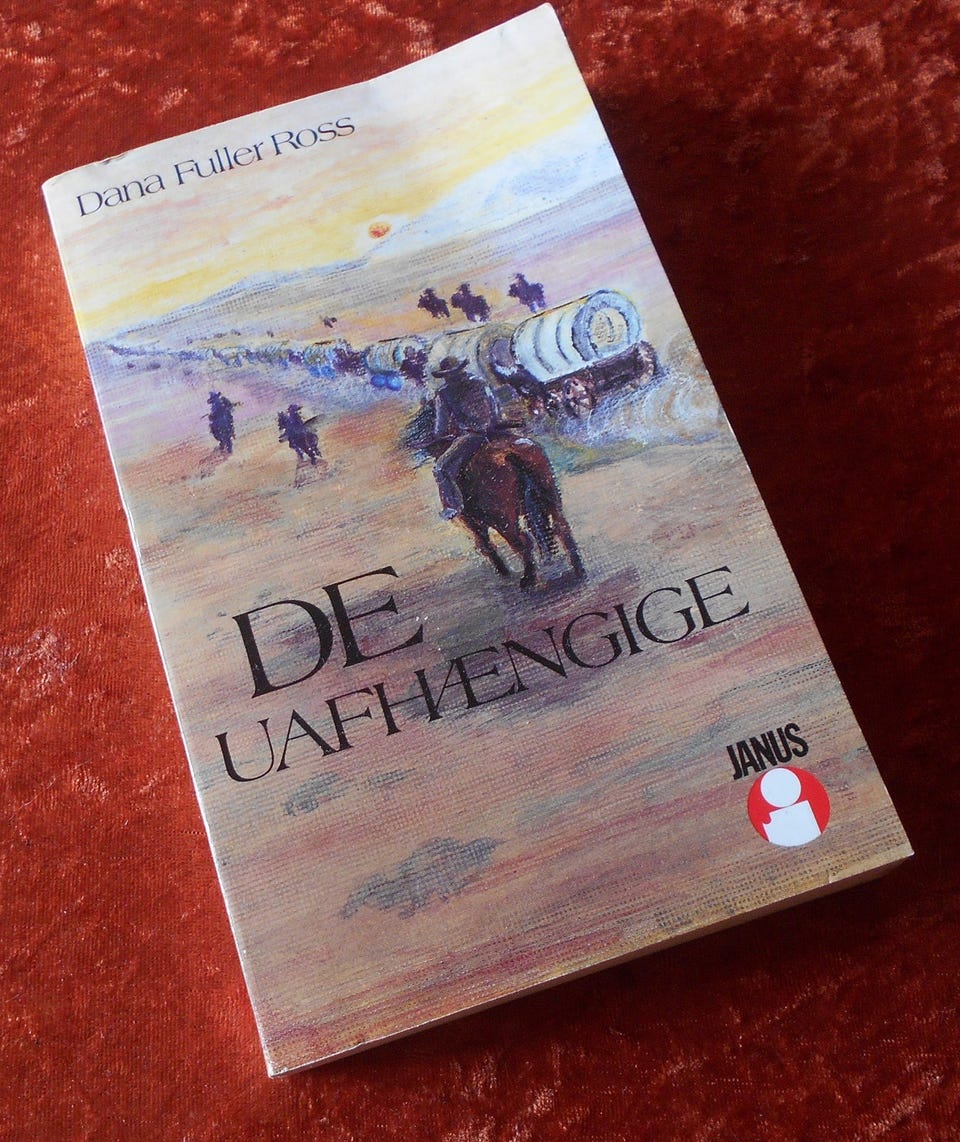 Dana Fuller Ross
DE
UAFHÆNGIGE
JANUS